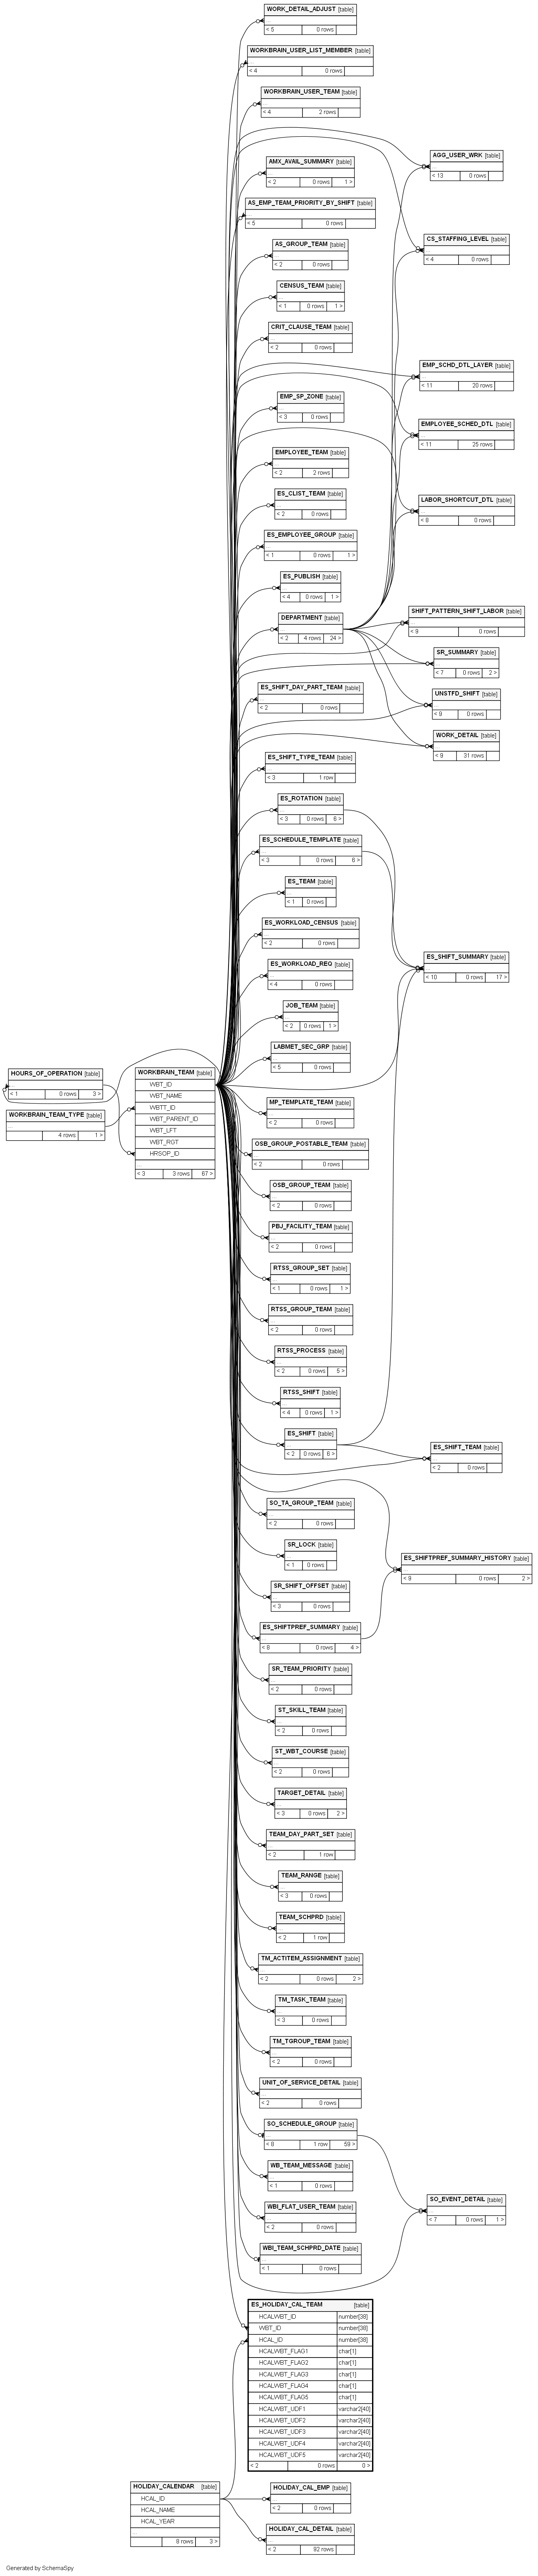 WORK_DETAIL_ADJUST [table]
...
< 5 0 rows
WORKBRAIN_USER_LIST_MEMBER [table]
...
< 4 0 rows
WORKBRAIN_USER_TEAM [table]
...
< 4 2 rows
AGG_USER_WRK [table]
...
< 13 0 rows
AMX_AVAIL_SUMMARY [table]
...
< 2 0 rows 1 >
AS_EMP_TEAM_PRIORITY_BY_SHIFT [table]
...
< 5 0 rows
CS_STAFFING_LEVEL [table]
...
< 4 0 rows
AS_GROUP_TEAM [table]
...
< 2 0 rows
CENSUS_TEAM [table]
...
< 1 0 rows 1 >
CRIT_CLAUSE_TEAM [table]
...
< 2 0 rows
EMP_SCHD_DTL_LAYER [table]
...
< 11 20 rows
EMP_SP_ZONE [table]
...
< 3 0 rows
EMPLOYEE_SCHED_DTL [table]
...
< 11 25 rows
EMPLOYEE_TEAM [table]
...
< 2 2 rows
ES_CLIST_TEAM [table]
...
< 2 0 rows
LABOR_SHORTCUT_DTL [table]
...
< 8 0 rows
ES_EMPLOYEE_GROUP [table]
...
< 1 0 rows 1 >
ES_PUBLISH [table]
...
< 4 0 rows 1 >
DEPARTMENT [table]
...
< 2 4 rows 24 >
SHIFT_PATTERN_SHIFT_LABOR [table]
...
< 9 0 rows
SR_SUMMARY [table]
...
< 7 0 rows 2 >
ES_SHIFT_DAY_PART_TEAM [table]
...
< 2 0 rows
UNSTFD_SHIFT [table]
...
< 9 0 rows
WORK_DETAIL [table]
...
< 9 31 rows
ES_SHIFT_TYPE_TEAM [table]
...
< 3 1 row
ES_ROTATION [table]
...
< 3 0 rows 6 >
ES_SCHEDULE_TEMPLATE [table]
...
< 3 0 rows 6 >
ES_TEAM [table]
...
< 1 0 rows
ES_WORKLOAD_CENSUS [table]
...
< 2 0 rows
ES_SHIFT_SUMMARY [table]
...
< 10 0 rows 17 >
ES_WORKLOAD_REQ [table]
...
< 4 0 rows
JOB_TEAM [table]
...
< 2 0 rows 1 >
LABMET_SEC_GRP [table]
...
< 5 0 rows
HOURS_OF_OPERATION [table]
...
< 1 0 rows 3 >
WORKBRAIN_TEAM_TYPE [table]
...
4 rows 1 >
WORKBRAIN_TEAM [table]
WBT_ID
WBT_NAME
WBTT_ID
WBT_PARENT_ID
WBT_LFT
WBT_RGT
HRSOP_ID
...
< 3 3 rows 67 >
MP_TEMPLATE_TEAM [table]
...
< 2 0 rows
OSB_GROUP_POSTABLE_TEAM [table]
...
< 2 0 rows
OSB_GROUP_TEAM [table]
...
< 2 0 rows
PBJ_FACILITY_TEAM [table]
...
< 2 0 rows
RTSS_GROUP_SET [table]
...
< 1 0 rows 1 >
RTSS_GROUP_TEAM [table]
...
< 2 0 rows
RTSS_PROCESS [table]
...
< 2 0 rows 5 >
RTSS_SHIFT [table]
...
< 4 0 rows 1 >
ES_SHIFT [table]
...
< 2 0 rows 6 >
ES_SHIFT_TEAM [table]
...
< 2 0 rows
SO_TA_GROUP_TEAM [table]
...
< 2 0 rows
SR_LOCK [table]
...
< 1 0 rows
ES_SHIFTPREF_SUMMARY_HISTORY [table]
...
< 9 0 rows 2 >
SR_SHIFT_OFFSET [table]
...
< 3 0 rows
ES_SHIFTPREF_SUMMARY [table]
...
< 8 0 rows 4 >
SR_TEAM_PRIORITY [table]
...
< 2 0 rows
ST_SKILL_TEAM [table]
...
< 2 0 rows
ST_WBT_COURSE [table]
...
< 2 0 rows
TARGET_DETAIL [table]
...
< 3 0 rows 2 >
TEAM_DAY_PART_SET [table]
...
< 2 1 row
TEAM_RANGE [table]
...
< 3 0 rows
TEAM_SCHPRD [table]
...
< 2 1 row
TM_ACTITEM_ASSIGNMENT [table]
...
< 2 0 rows 2 >
TM_TASK_TEAM [table]
...
< 3 0 rows
TM_TGROUP_TEAM [table]
...
< 2 0 rows
UNIT_OF_SERVICE_DETAIL [table]
...
< 2 0 rows
SO_SCHEDULE_GROUP [table]
...
< 8 1 row 59 >
WB_TEAM_MESSAGE [table]
...
< 1 0 rows
SO_EVENT_DETAIL [table]
...
< 7 0 rows 1 >
WBI_FLAT_USER_TEAM [table]
...
< 2 0 rows
WBI_TEAM_SCHPRD_DATE [table]
...
< 1 0 rows
ES_HOLIDAY_CAL_TEAM [table]
HCALWBT_ID number[38]
WBT_ID number[38]
HCAL_ID number[38]
HCALWBT_FLAG1 char[1]
HCALWBT_FLAG2 char[1]
HCALWBT_FLAG3 char[1]
HCALWBT_FLAG4 char[1]
HCALWBT_FLAG5 char[1]
HCALWBT_UDF1 varchar2[40]
HCALWBT_UDF2 varchar2[40]
HCALWBT_UDF3 varchar2[40]
HCALWBT_UDF4 varchar2[40]
HCALWBT_UDF5 varchar2[40]
< 2 0 rows 0 >
HOLIDAY_CALENDAR [table]
HCAL_ID
HCAL_NAME
HCAL_YEAR
...
8 rows 3 >
HOLIDAY_CAL_EMP [table]
...
< 2 0 rows
HOLIDAY_CAL_DETAIL [table]
...
< 2 92 rows
Generated by SchemaSpy